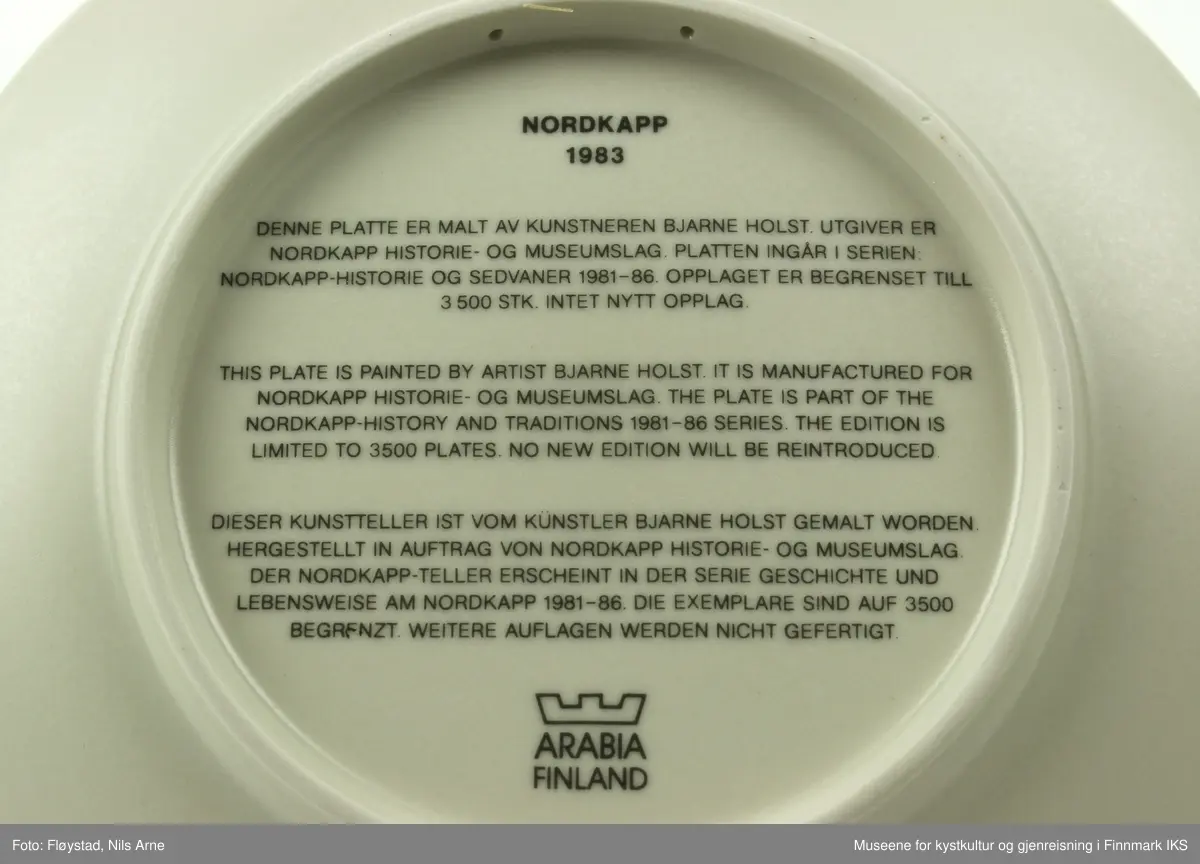 NORDKAPP
1983
DENNE PLATTE ER MALT AV KUNSTNEREN BJARNE HOLST. UTGIVER ER
NORDKAPP HISTORIE- OG MUSEUMSLAG. PLATTEN INGÅR I SERIEN:
NORDKAPP-HISTORIE OG SEDVANER 1981–86. OPPLAGET ER BEGRENSET TILL
3 500 STK. INTET NYTT OPPLAG.
THIS PLATE IS PAINTED BY ARTIST BJARNE HOLST. IT IS MANUFACTURED FOR
NORDKAPP HISTORIE- OG MUSEUMSLAG. THE PLATE IS PART OF THE
NORDKAPP-HISTORY AND TRADITIONS 1981–86 SERIES. THE EDITION IS
LIMITED TO 3500 PLATES. NO NEW EDITION WILL BE REINTRODUCED.
DIESER KUNSTTELLER IST VOM KÜNSTLER BJARNE HOLST GEMALT WORDEN.
HERGESTELLT IN AUFTRAG VON NORDKAPP HISTORIE- OG MUSEUMSLAG.
DER NORDKAPP-TELLER ERSCHEINT IN DER SERIE GESCHICHTE UND
LEBENSWEISE AM NORDKAPP 1981–86. DIE EXEMPLARE SIND AUF 3500
BEGRENZT. WEITERE AUFLAGEN WERDEN NICHT GEFERTIGT.
ARABIA
FINLAND
Foto: Fløystad, Nils Arne
Museene for kystkultur og gjenreisning i Finnmark IKS